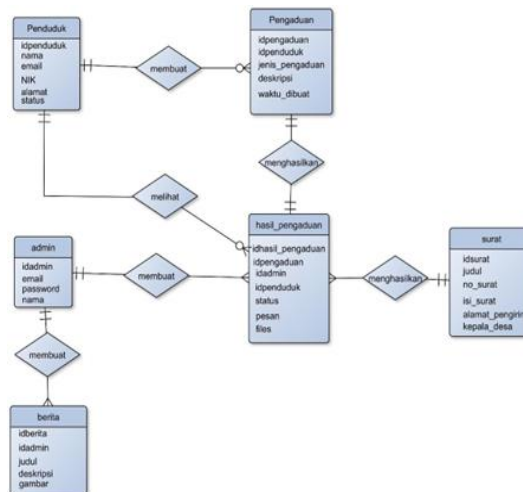 Penduduk
idpenduduk
nama
email
NIK
alamat
status
membuat
Pengaduan
idpengaduan
idpenduduk
jenis_pengaduan
deskripsi
waktu_dibuat
menghasilkan
melihat
hasil_pengaduan
idhasil_pengaduan
idpengaduan
idadmin
idpenduduk
status
pesan
files
admin
idadmin
email
password
nama
membuat
menghasilkan
surat
idsurat
judul
no_surat
isi_surat
alamat_pengirim
kepala_desa
membuat
berita
idberita
idadmin
judul
deskripsi
gambar